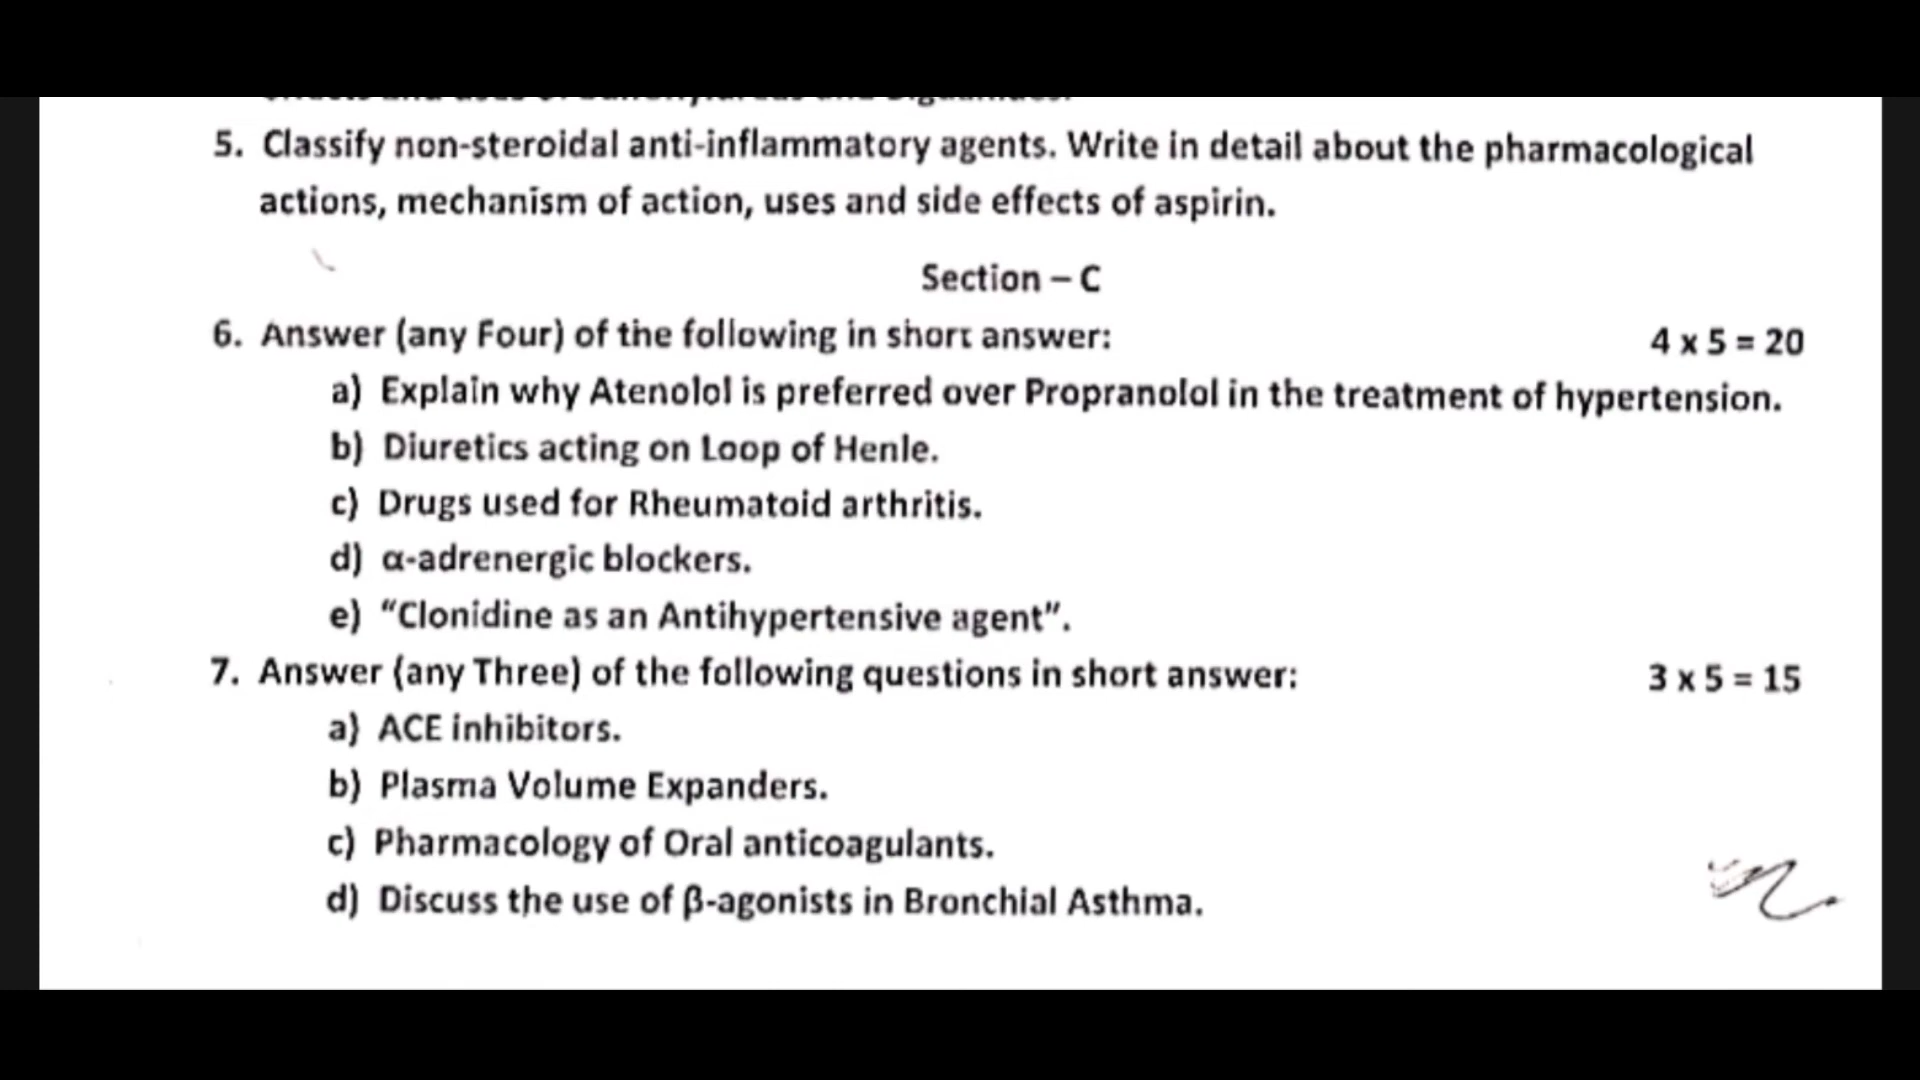 5. Classify non-steroidal anti-inflammatory agents. Write in detail about the pharmacological
actions, mechanism of action, uses and side effects of aspirin.
Section – C
6. Answer (any Four) of the following in short answer: 4 x 5 = 20
a) Explain why Atenolol is preferred over Propranolol in the treatment of hypertension.
b) Diuretics acting on Loop of Henle.
c) Drugs used for Rheumatoid arthritis.
d) α-adrenergic blockers.
e) “Clonidine as an Antihypertensive agent”.
7. Answer (any Three) of the following questions in short answer: 3 x 5 = 15
a) ACE inhibitors.
b) Plasma Volume Expanders.
c) Pharmacology of Oral anticoagulants.
d) Discuss the use of β-agonists in Bronchial Asthma.